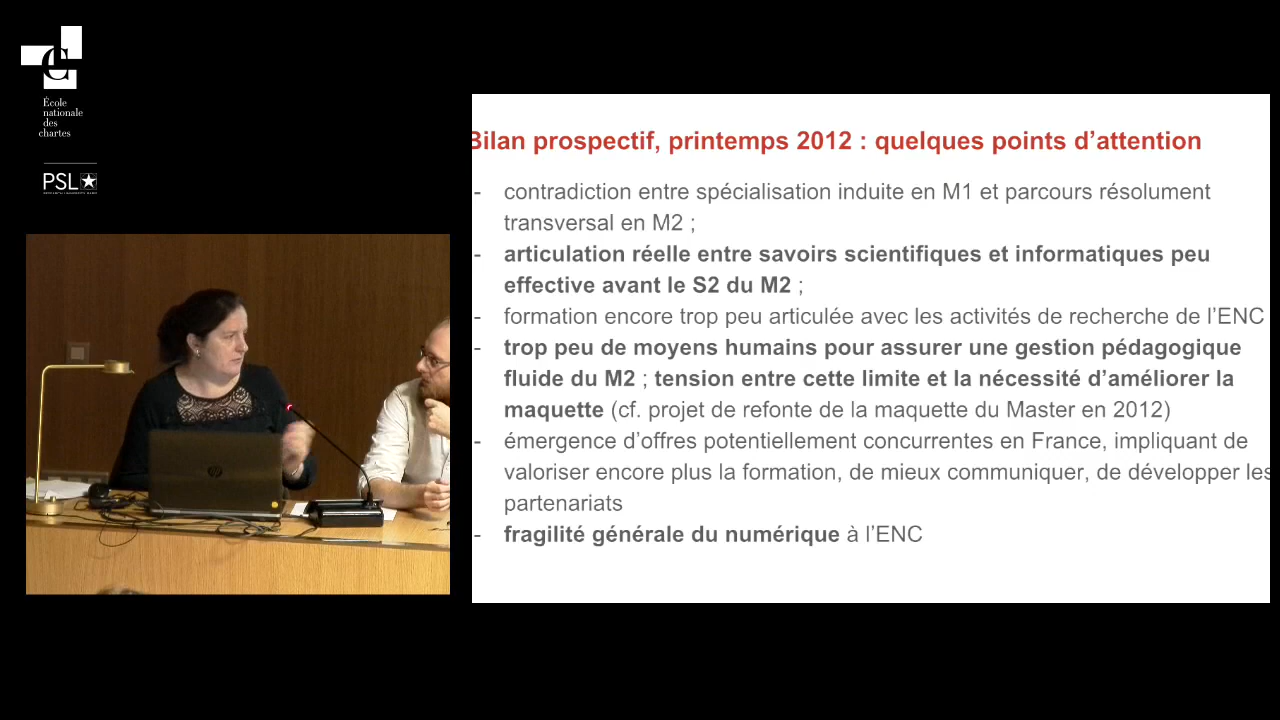 École
nationale
des
chartes
PSL
Bilan prospectif, printemps 2012 : quelques points d’attention
- contradiction entre spécialisation induite en M1 et parcours résolument
transversal en M2 ;
- articulation réelle entre savoirs scientifiques et informatiques peu
effective avant le S2 du M2 ;
- formation encore trop peu articulée avec les activités de recherche de l’ENC
- trop peu de moyens humains pour assurer une gestion pédagogique
fluide du M2 ; tension entre cette limite et la nécessité d’améliorer la
maquette (cf. projet de refonte de la maquette du Master en 2012)
- émergence d’offres potentiellement concurrentes en France, impliquant de
valoriser encore plus la formation, de mieux communiquer, de développer les
partenariats
- fragilité générale du numérique à l’ENC